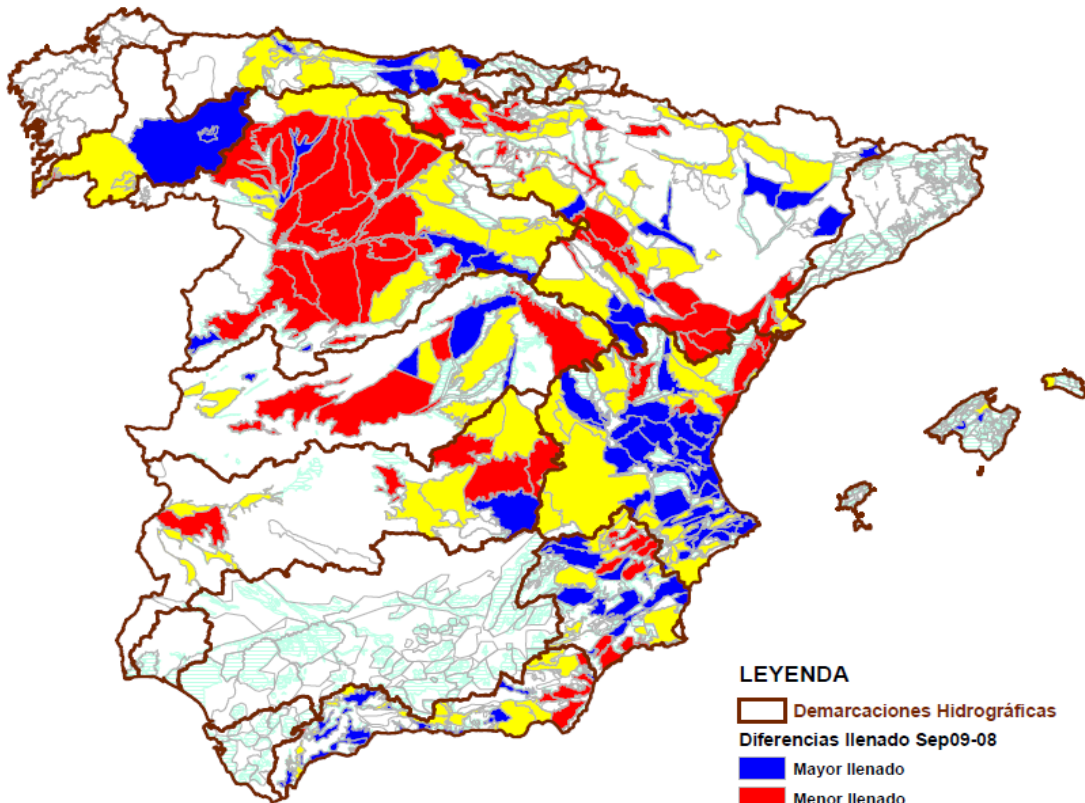 LEYENDA
Demarcaciones Hidrográficas
Diferencias llenado Sep09-08
Mayor llenado
Menor llenado